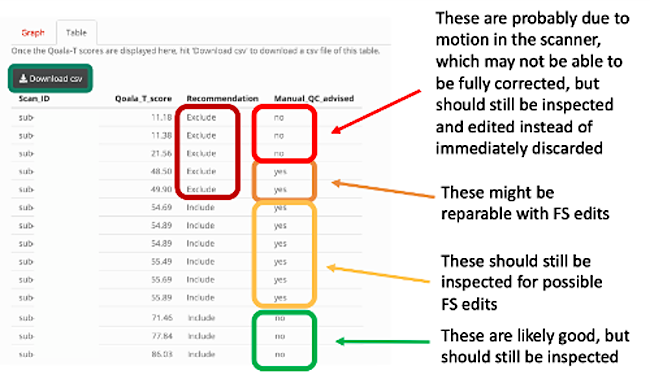 Graph Table
Once the Qoala-T scores are displayed here, hit 'Download csv' to download a csv file of this table.
Download csv
Scan_ID Qoala_T_score Recommendation Manual_QC_advised
sub- 11.18 Exclude no
sub- 11.38 Exclude no
sub- 21.56 Exclude no
sub- 48.50 Exclude yes
sub- 49.90 Exclude yes
sub- 54.69 Include yes
sub- 54.89 Include yes
sub- 54.89 Include yes
sub- 55.49 Include yes
sub- 55.69 Include yes
sub- 55.89 Include yes
sub- 71.46 Include no
sub- 77.84 Include no
sub- 86.03 Include no
These are probably due to
motion in the scanner,
which may not be able to
be fully corrected, but
should still be inspected
and edited instead of
immediately discarded
These might be
reparable with FS edits
These should still be
inspected for possible
FS edits
These are likely good, but
should still be inspected